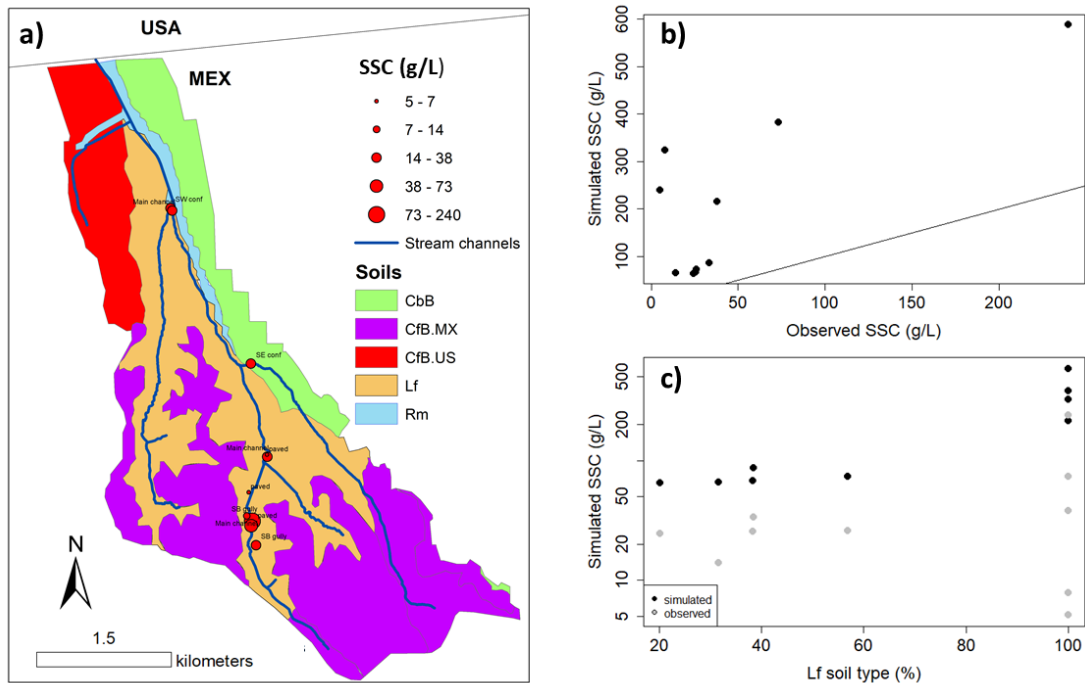 a)
USA
MEX
SSC (g/L)
5 - 7
7 - 14
14 - 38
38 - 73
73 - 240
Stream channels
Soils
CbB
CfB.MX
CfB.US
Lf
Rm
Main channel
SW conf
SE conf
Main channel
paved
paved
SB gully
paved
Main channel
SB gully
N
1.5
kilometers
b)
Simulated SSC (g/L)
600
500
400
300
200
100
0
50
100
150
200
Observed SSC (g/L)
c)
Simulated SSC (g/L)
500
200
100
50
20
10
5
simulated
observed
20
40
60
80
100
Lf soil type (%)